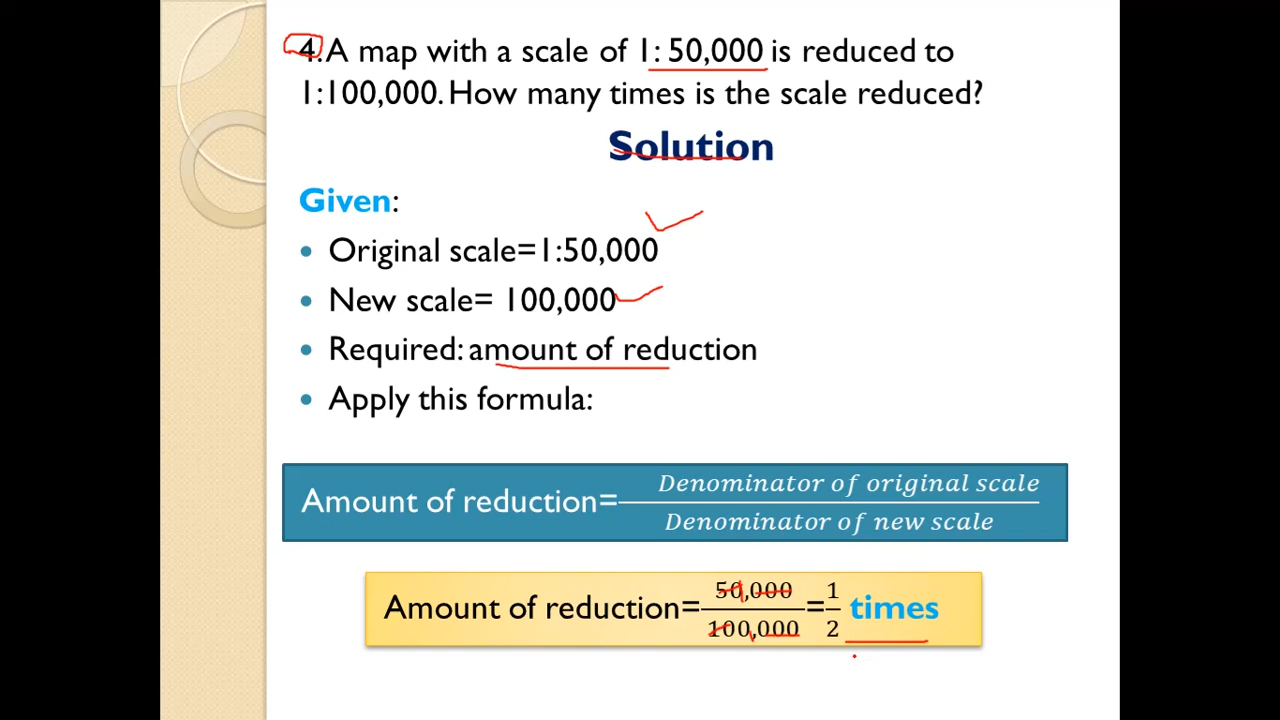 4. A map with a scale of 1: 50,000 is reduced to
1:100,000. How many times is the scale reduced?
Solution
Given:
• Original scale=1:50,000
• New scale= 100,000
• Required: amount of reduction
• Apply this formula:
Amount of reduction= Denominator of original scale / Denominator of new scale
Amount of reduction= 50,000 / 100,000 = 1/2 times